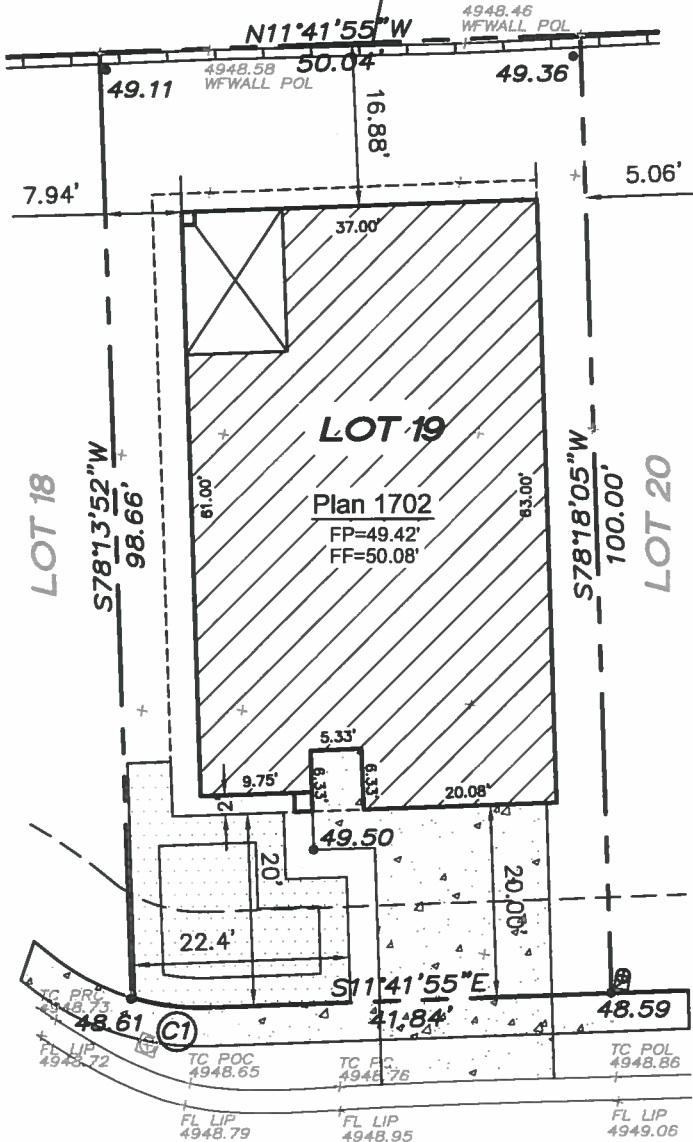 4948.46
WFWALL POL
N11°41'55"W
50.04'
4948.58
WFWALL POL
49.11
49.36
16.88'
7.94'
5.06'
37.00'
LOT 19
LOT 18
S78°13'52"W
98.66'
61.00'
Plan 1702
FP=49.42'
FF=50.08'
63.00'
S78°18'05"W
100.00'
LOT 20
5.33'
9.75'
6.33'
6.33'
20.08'
2'
49.50
20'
20.00'
22.4'
S11°41'55"E
41.84'
TC PRC
4948.73
48.61
C1
48.59
FL LIP
4948.72
TC POC
4948.65
TC PC
4948.76
TC POL
4948.86
FL LIP
4948.79
FL LIP
4948.95
FL LIP
4949.06